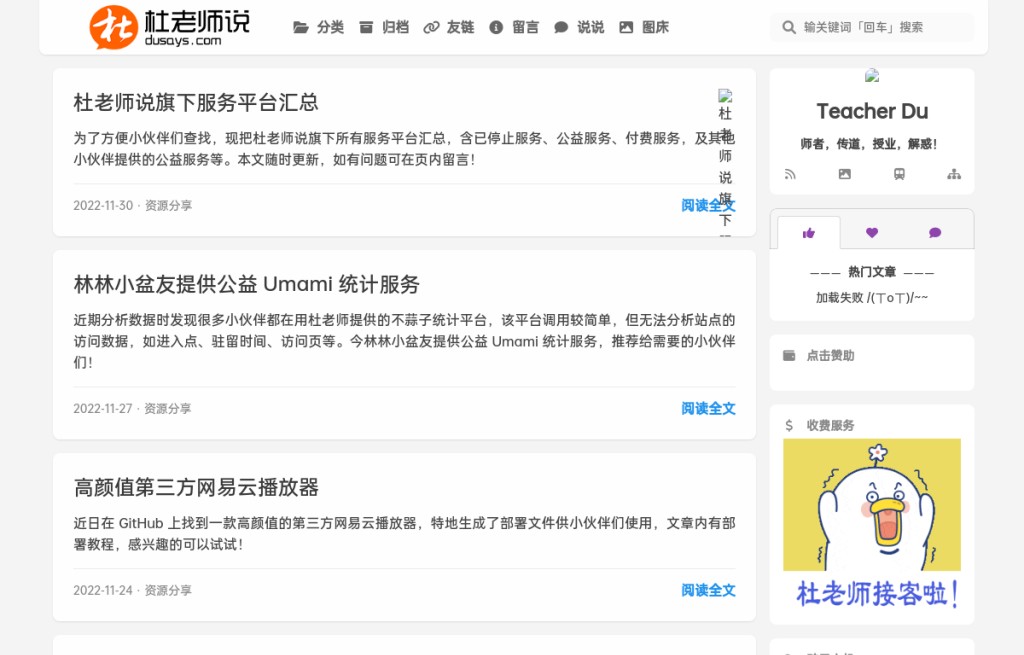 杜老师说
dusays.com
分类 归档 友链 留言 说说 图床
输关键词「回车」搜索
杜老师说旗下服务平台汇总
为了方便小伙伴们查找，现把杜老师说旗下所有服务平台汇总，含已停止服务、公益服务、付费服务，及其他
小伙伴提供的公益服务等。本文随时更新，如有问题可在页内留言！
2022-11-30 · 资源分享
阅读全文
杜
老
师
说
旗
下
林林小盆友提供公益 Umami 统计服务
近期分析数据时发现很多小伙伴都在用杜老师提供的不蒜子统计平台，该平台调用较简单，但无法分析站点的
访问数据，如进入点、驻留时间、访问页等。今林林小盆友提供公益 Umami 统计服务，推荐给需要的小伙伴
们！
2022-11-27 · 资源分享
阅读全文
高颜值第三方网易云播放器
近日在 GitHub 上找到一款高颜值的第三方网易云播放器，特地生成了部署文件供小伙伴们使用，文章内有部
署教程，感兴趣的可以试试！
2022-11-24 · 资源分享
阅读全文
Teacher Du
师者，传道，授业，解惑！
——— 热门文章 ———
加载失败 /(ㄒoㄒ)/~~
点击赞助
收费服务
杜老师接客啦！